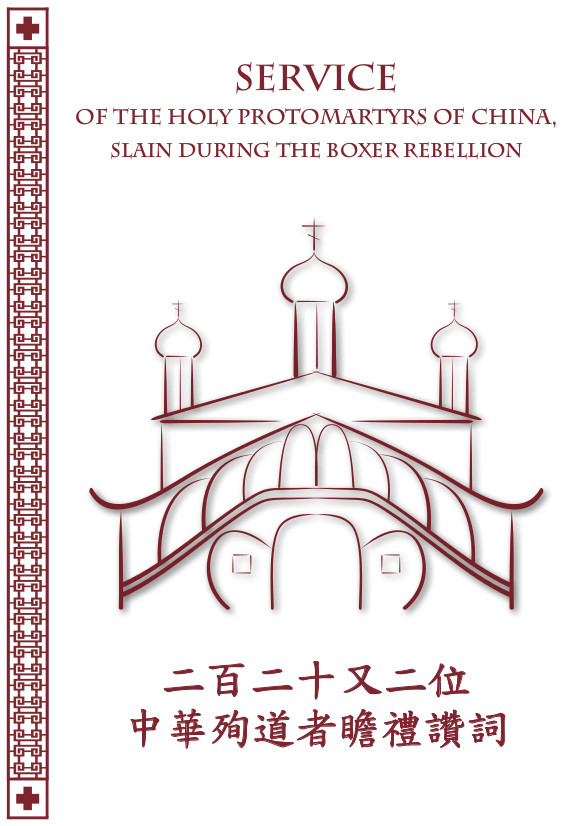 SERVICE
OF THE HOLY PROTOMARTYRS OF CHINA,
SLAIN DURING THE BOXER REBELLION
二百二十又二位
中華殉道者瞻禮讚詞